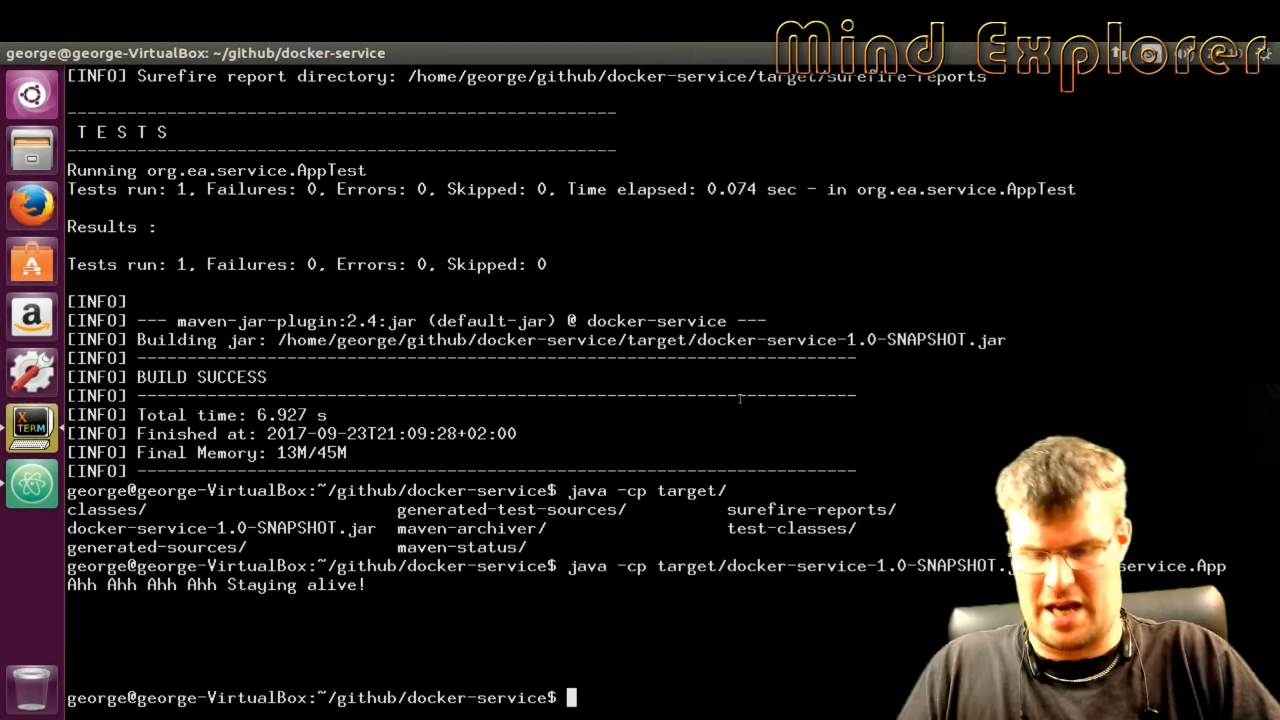 Mind Explorer
george@george-VirtualBox: ~/github/docker-service
[INFO] Surefire report directory: /home/george/github/docker-service/target/surefire-reports
-------------------------------------------------------
 T E S T S
-------------------------------------------------------
Running org.ea.service.AppTest
Tests run: 1, Failures: 0, Errors: 0, Skipped: 0, Time elapsed: 0.074 sec - in org.ea.service.AppTest
Results :
Tests run: 1, Failures: 0, Errors: 0, Skipped: 0
[INFO]
[INFO] --- maven-jar-plugin:2.4:jar (default-jar) @ docker-service ---
[INFO] Building jar: /home/george/github/docker-service/target/docker-service-1.0-SNAPSHOT.jar
[INFO] ------------------------------------------------------------------------
[INFO] BUILD SUCCESS
[INFO] ------------------------------------------------------------------------
[INFO] Total time: 6.927 s
[INFO] Finished at: 2017-09-23T21:09:28+02:00
[INFO] Final Memory: 13M/45M
[INFO] ------------------------------------------------------------------------
george@george-VirtualBox:~/github/docker-service$ java -cp target/
classes/ generated-test-sources/ surefire-reports/
docker-service-1.0-SNAPSHOT.jar maven-archiver/ test-classes/
generated-sources/ maven-status/
george@george-VirtualBox:~/github/docker-service$ java -cp target/docker-service-1.0-SNAPSHOT. service.App
Ahh Ahh Ahh Ahh Staying alive!
george@george-VirtualBox:~/github/docker-service$
X
TERM
a